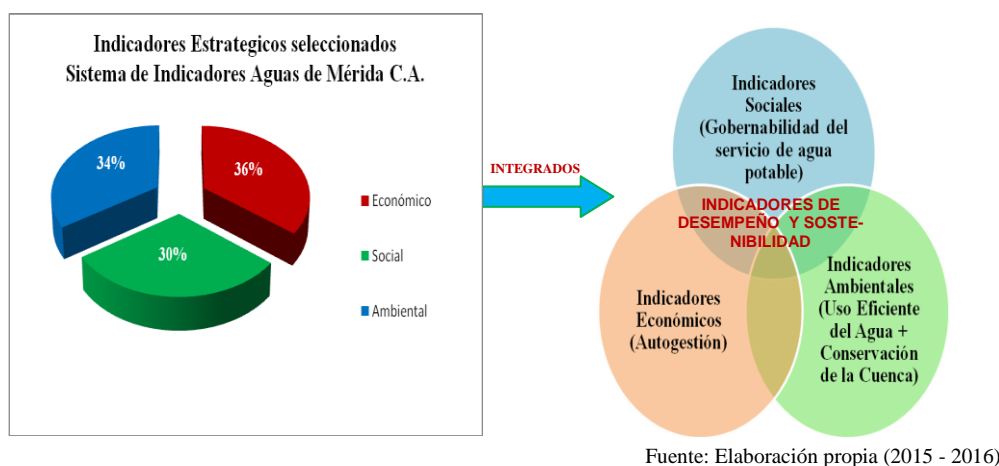 Indicadores Estrategicos seleccionados
Sistema de Indicadores Aguas de Mérida C.A.
34%
36%
30%
Económico
Social
Ambiental
INTEGRADOS
Indicadores
Sociales
(Gobernabilidad del
servicio de agua
potable)
INDICADORES DE
DESEMPEÑO Y SOSTE-
NIBILIDAD
Indicadores
Económicos
(Autogestión)
Indicadores
Ambientales
(Uso Eficiente
del Agua +
Conservación
de la Cuenca)
Fuente: Elaboración propia (2015 - 2016)